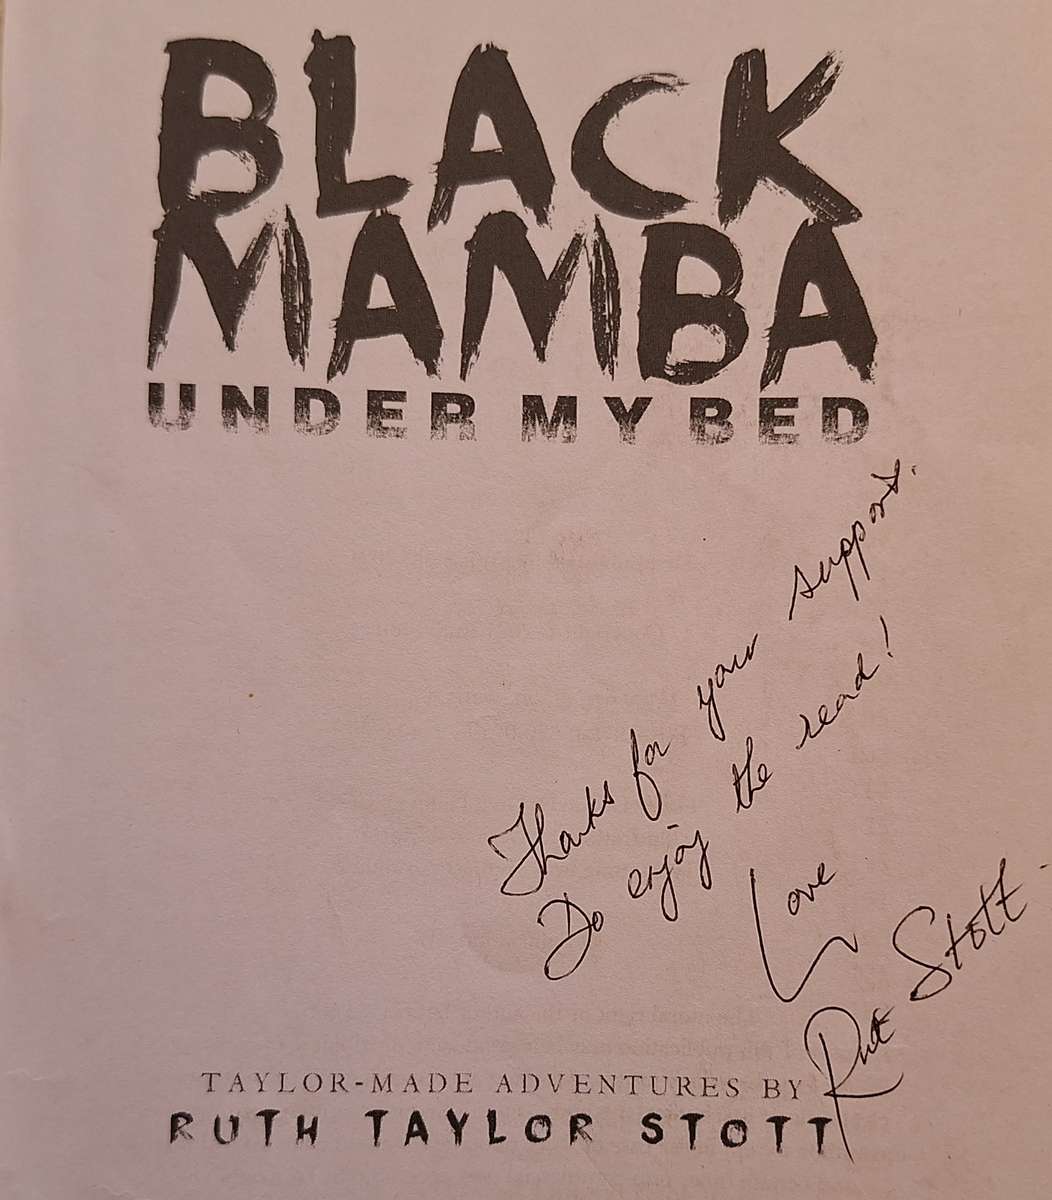 BLACK
MAMBA
UNDER MY BED
Thanks for your support.
Do enjoy the read!
Love
Ruth Stott.
TAYLOR-MADE ADVENTURES BY
RUTH TAYLOR STOTT